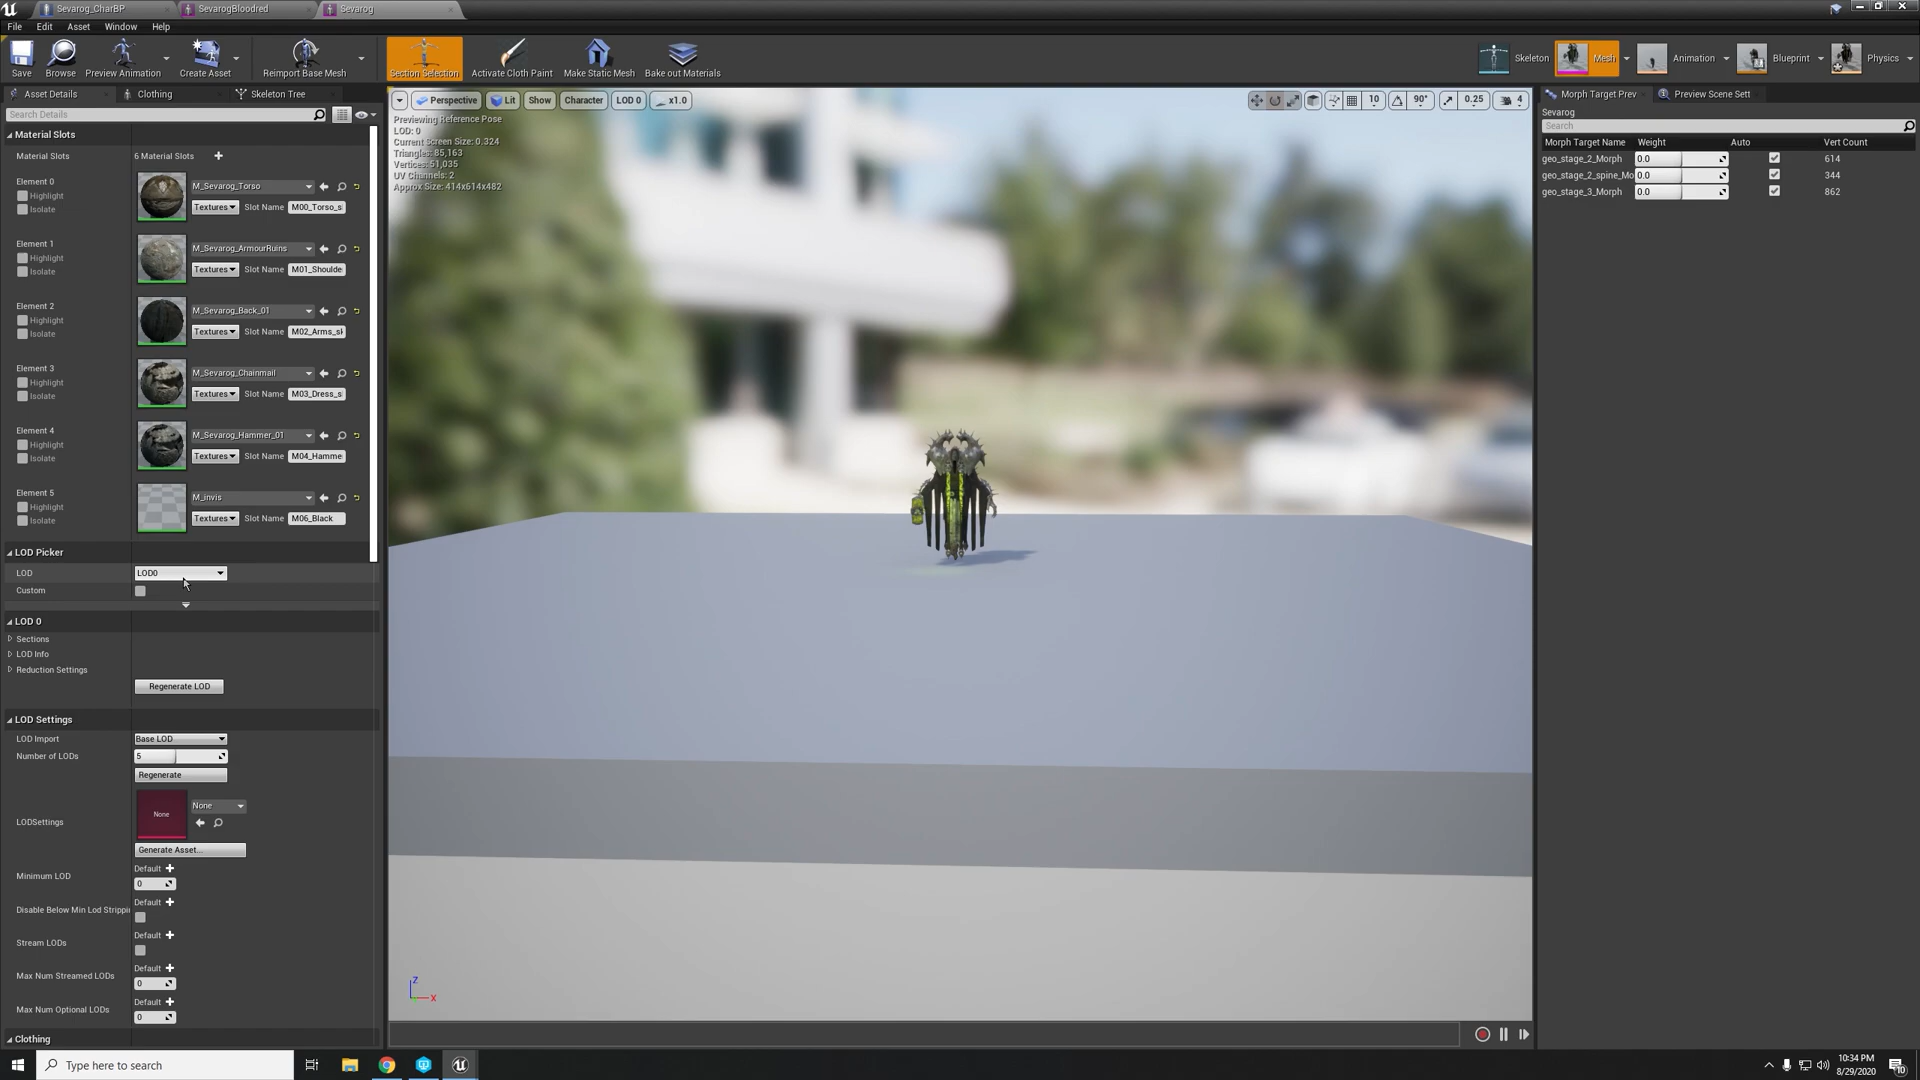 Sevarog_CharBP
SevarogBloodred
Sevarog
File Edit Asset Window Help
Save
Browse
Preview Animation
Create Asset
Reimport Base Mesh
Section Selection
Activate Cloth Paint
Make Static Mesh
Bake out Materials
Skeleton
Mesh
Animation
Blueprint
Physics
Asset Details
Clothing
Skeleton Tree
Search Details
Material Slots
Material Slots 6 Material Slots
Element 0
Highlight
Isolate
M_Sevarog_Torso
Textures Slot Name M00_Torso_s
Element 1
Highlight
Isolate
M_Sevarog_ArmourRuins
Textures Slot Name M01_Shoulde
Element 2
Highlight
Isolate
M_Sevarog_Back_01
Textures Slot Name M02_Arms_sk
Element 3
Highlight
Isolate
M_Sevarog_Chainmail
Textures Slot Name M03_Dress_s
Element 4
Highlight
Isolate
M_Sevarog_Hammer_01
Textures Slot Name M04_Hamme
Element 5
Highlight
Isolate
M_invis
Textures Slot Name M06_Black
LOD Picker
LOD LOD0
Custom
LOD 0
Sections
LOD Info
Reduction Settings
Regenerate LOD
LOD Settings
LOD Import Base LOD
Number of LODs 5
Regenerate
LODSettings
None
None
Generate Asset...
Minimum LOD
Default
0
Disable Below Min Lod Strippi
Default
Stream LODs
Default
Max Num Streamed LODs
Default
0
Max Num Optional LODs
Default
0
Clothing
Perspective Lit Show Character LOD 0 x1.0
10 90° 0.25 4
Previewing Reference Pose
LOD: 0
Current Screen Size: 0.324
Triangles: 85,163
Vertices: 51,035
UV Channels: 2
Approx Size: 414x614x482
Z
X
Morph Target Prev
Preview Scene Sett
Sevarog
Search
Morph Target Name Weight Auto Vert Count
geo_stage_2_Morph 0.0 614
geo_stage_2_spine_Mo 0.0 344
geo_stage_3_Morph 0.0 862
Type here to search
10:34 PM
8/29/2020
10